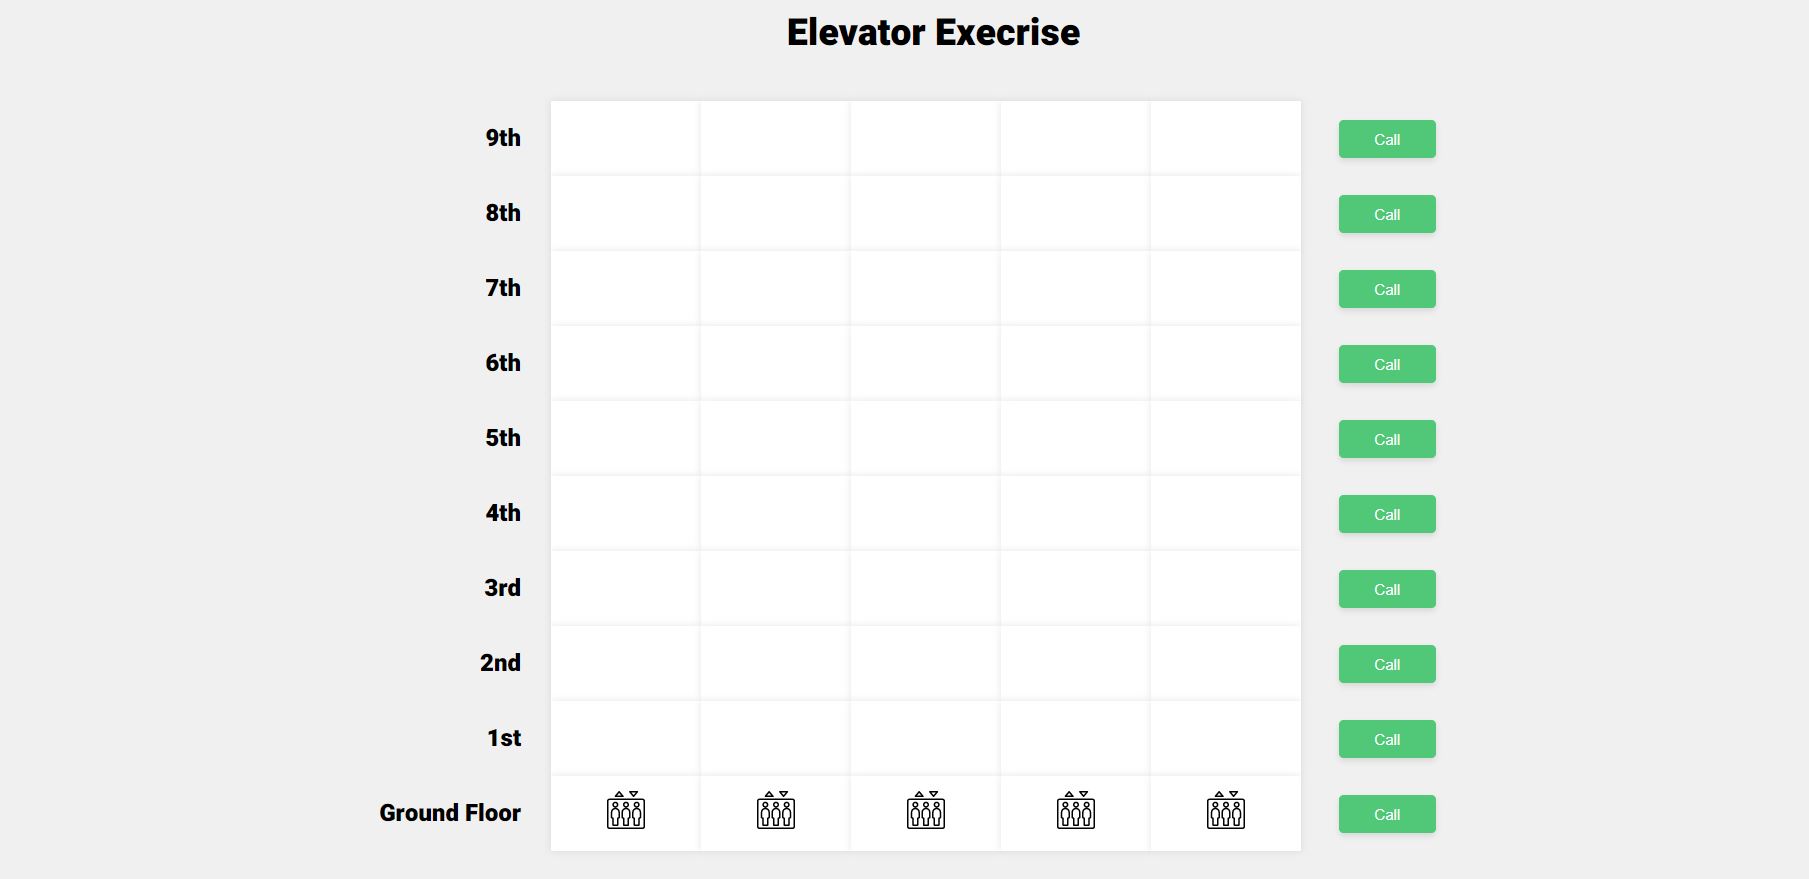 Elevator Execrise
9th Call
8th Call
7th Call
6th Call
5th Call
4th Call
3rd Call
2nd Call
1st Call
Ground Floor Call